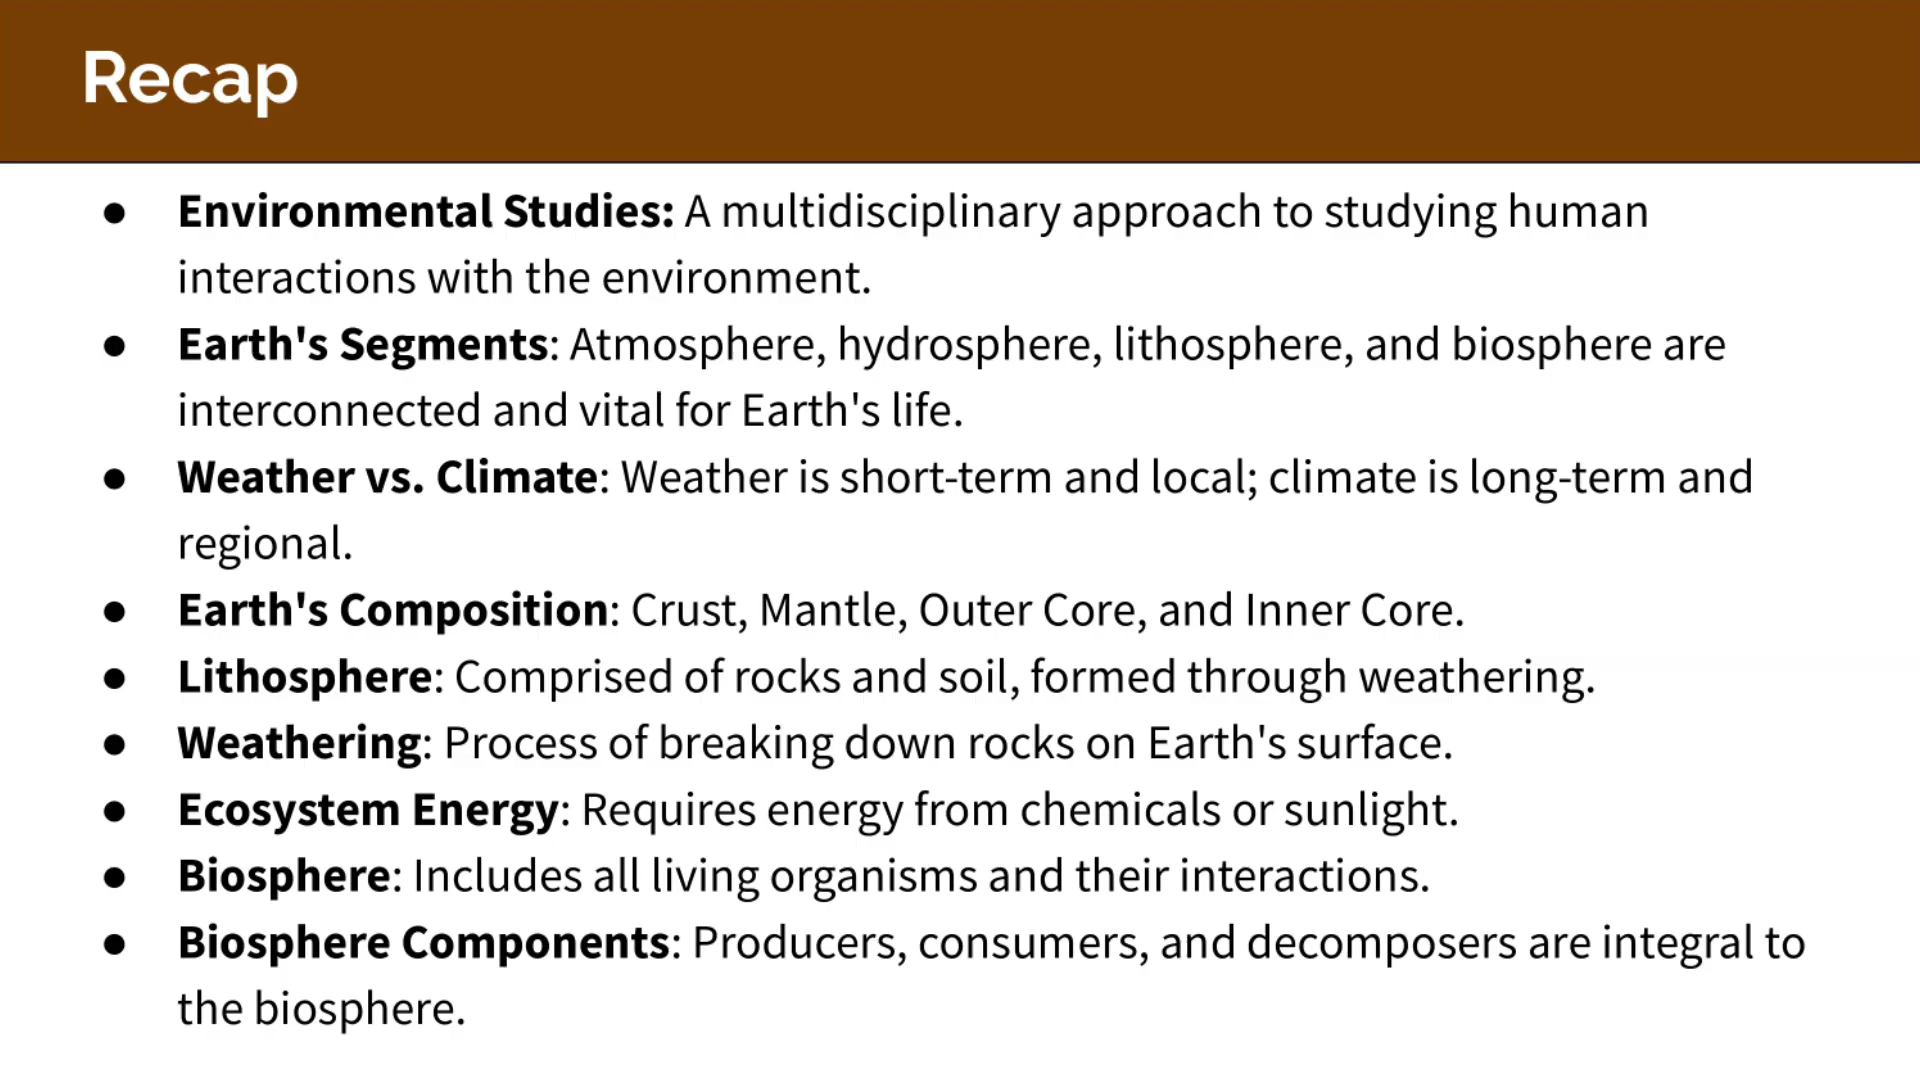 Recap
● Environmental Studies: A multidisciplinary approach to studying human
interactions with the environment.
● Earth's Segments: Atmosphere, hydrosphere, lithosphere, and biosphere are
interconnected and vital for Earth's life.
● Weather vs. Climate: Weather is short-term and local; climate is long-term and
regional.
● Earth's Composition: Crust, Mantle, Outer Core, and Inner Core.
● Lithosphere: Comprised of rocks and soil, formed through weathering.
● Weathering: Process of breaking down rocks on Earth's surface.
● Ecosystem Energy: Requires energy from chemicals or sunlight.
● Biosphere: Includes all living organisms and their interactions.
● Biosphere Components: Producers, consumers, and decomposers are integral to
the biosphere.